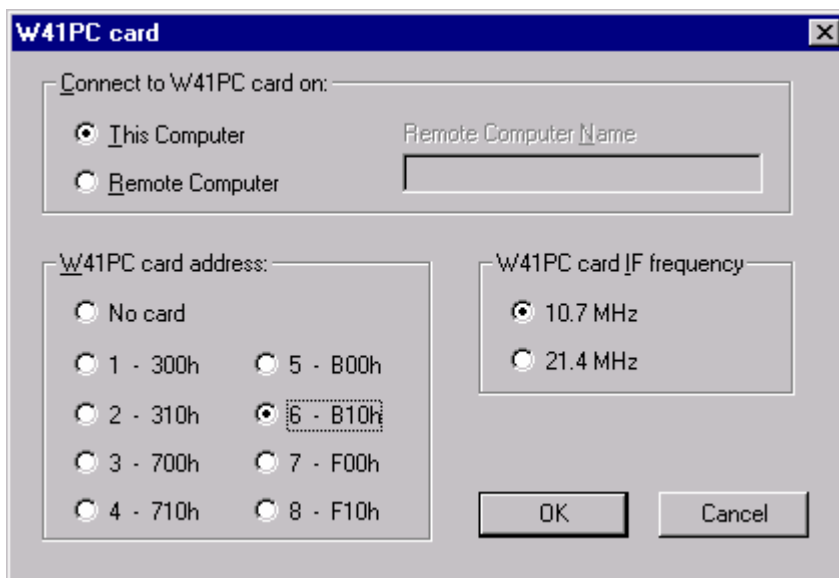 W41PC card
Connect to W41PC card on:
This Computer
Remote Computer Name
Remote Computer
W41PC card address:
No card
1 - 300h
5 - B00h
2 - 310h
6 - B10h
3 - 700h
7 - F00h
4 - 710h
8 - F10h
W41PC card IF frequency
10.7 MHz
21.4 MHz
OK
Cancel